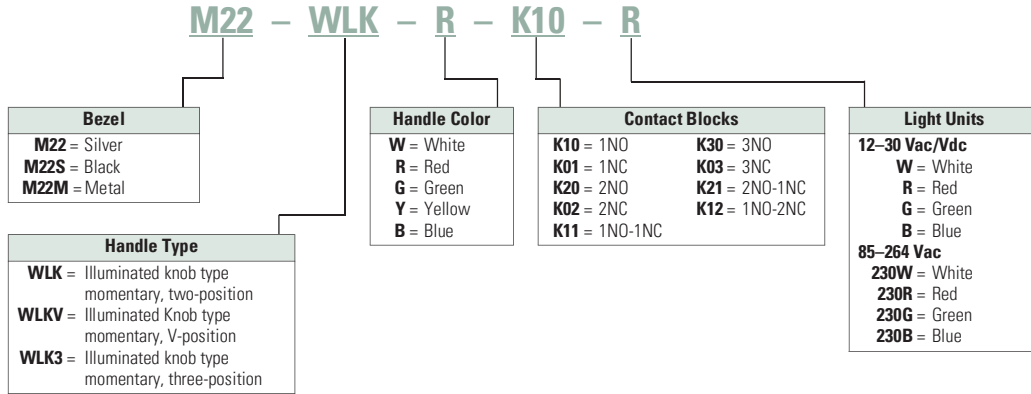 M22 – WLK – R – K10 – R
Bezel
M22 = Silver
M22S = Black
M22M = Metal
Handle Type
WLK = Illuminated knob type
momentary, two-position
WLKV = Illuminated Knob type
momentary, V-position
WLK3 = Illuminated knob type
momentary, three-position
Handle Color
W = White
R = Red
G = Green
Y = Yellow
B = Blue
Contact Blocks
K10 = 1NO K30 = 3NO
K01 = 1NC K03 = 3NC
K20 = 2NO K21 = 2NO-1NC
K02 = 2NC K12 = 1NO-2NC
K11 = 1NO-1NC
Light Units
12–30 Vac/Vdc
W = White
R = Red
G = Green
B = Blue
85–264 Vac
230W = White
230R = Red
230G = Green
230B = Blue